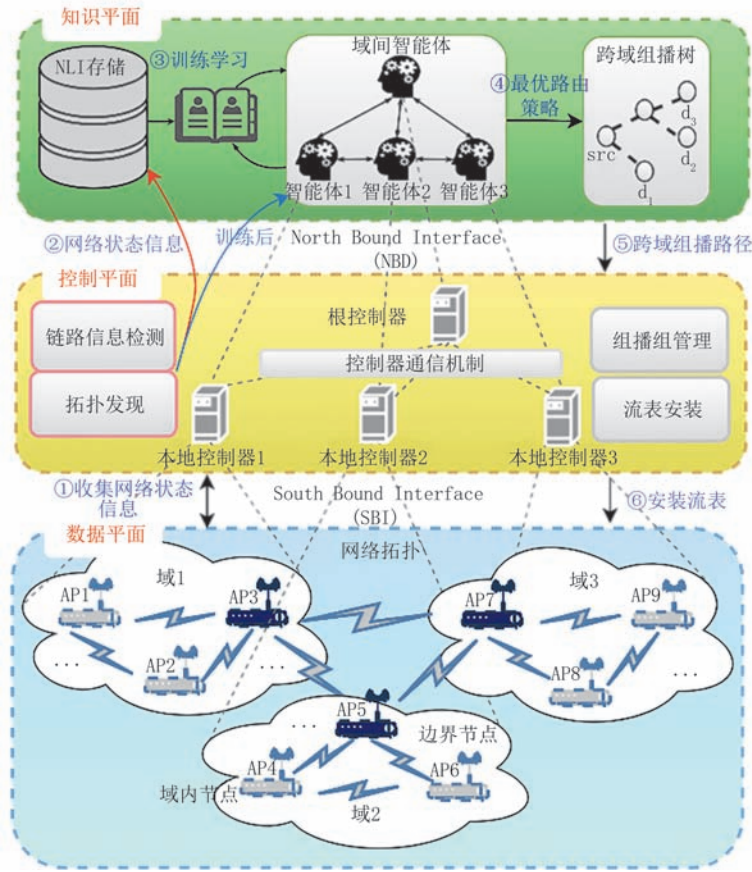 知识平面
NLI存储
③训练学习
域间智能体
智能体1
智能体2
智能体3
④最优路由
策略
跨域组播树
src
d3
d2
d1
②网络状态信息
训练后
North Bound Interface
(NBD)
⑤跨域组播路径
控制平面
链路信息检测
拓扑发现
根控制器
控制器通信机制
组播组管理
流表安装
本地控制器1
本地控制器2
本地控制器3
①收集网络状态
信息
South Bound Interface
(SBI)
⑥安装流表
数据平面
网络拓扑
AP1
域1
AP3
AP2
...
...
AP7
域3
AP9
AP8
...
...
AP5
边界节点
AP4
AP6
域内节点
域2